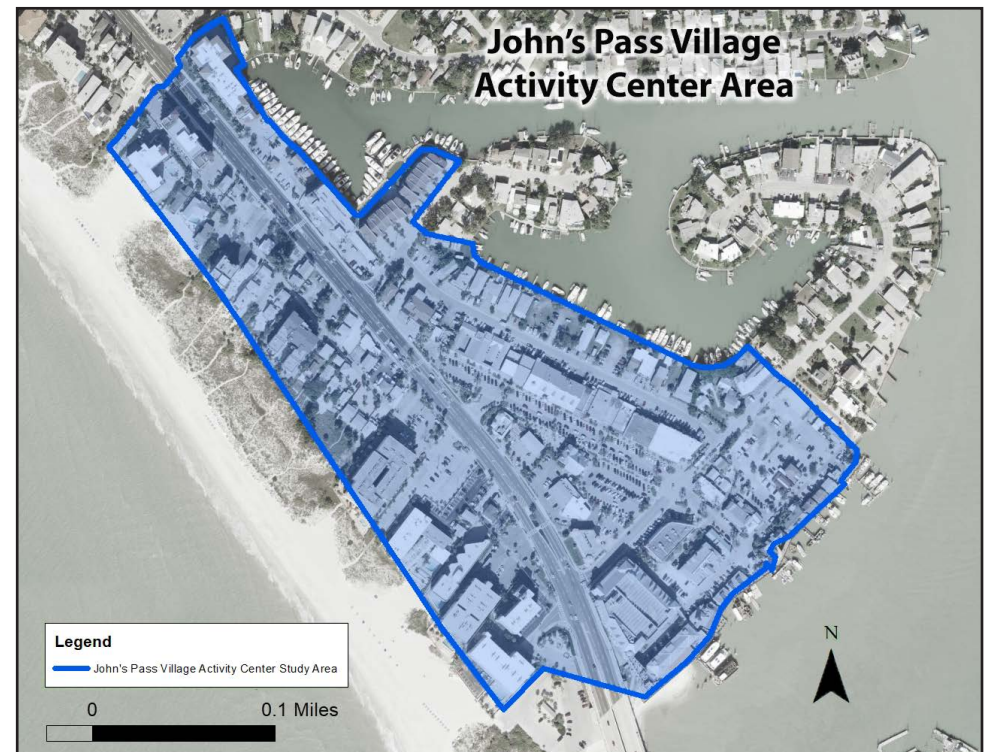 John's Pass Village
Activity Center Area
Legend
John's Pass Village Activity Center Study Area
0 0.1 Miles
N